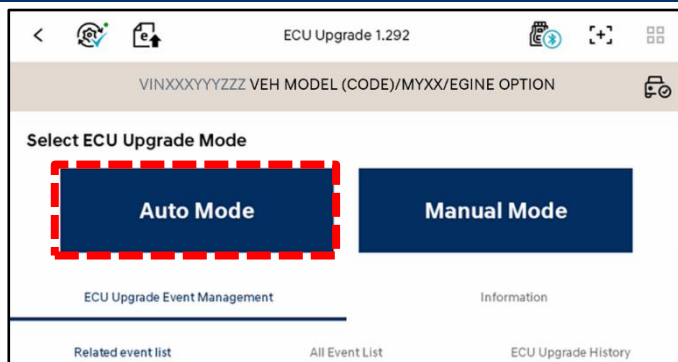 ECU Upgrade 1.292
VINXXXYYYZZZ VEH MODEL (CODE)/MYXX/EGINE OPTION
Select ECU Upgrade Mode
Auto Mode Manual Mode
ECU Upgrade Event Management Information
Related event list All Event List ECU Upgrade History